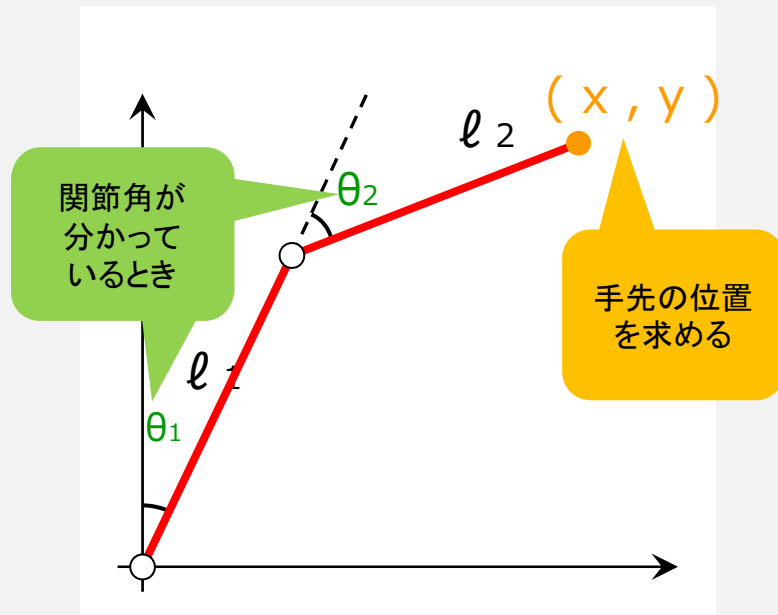 ( x , y )
ℓ 2
関節角が
分かって
いるとき
θ2
手先の位置
を求める
ℓ 1
θ1